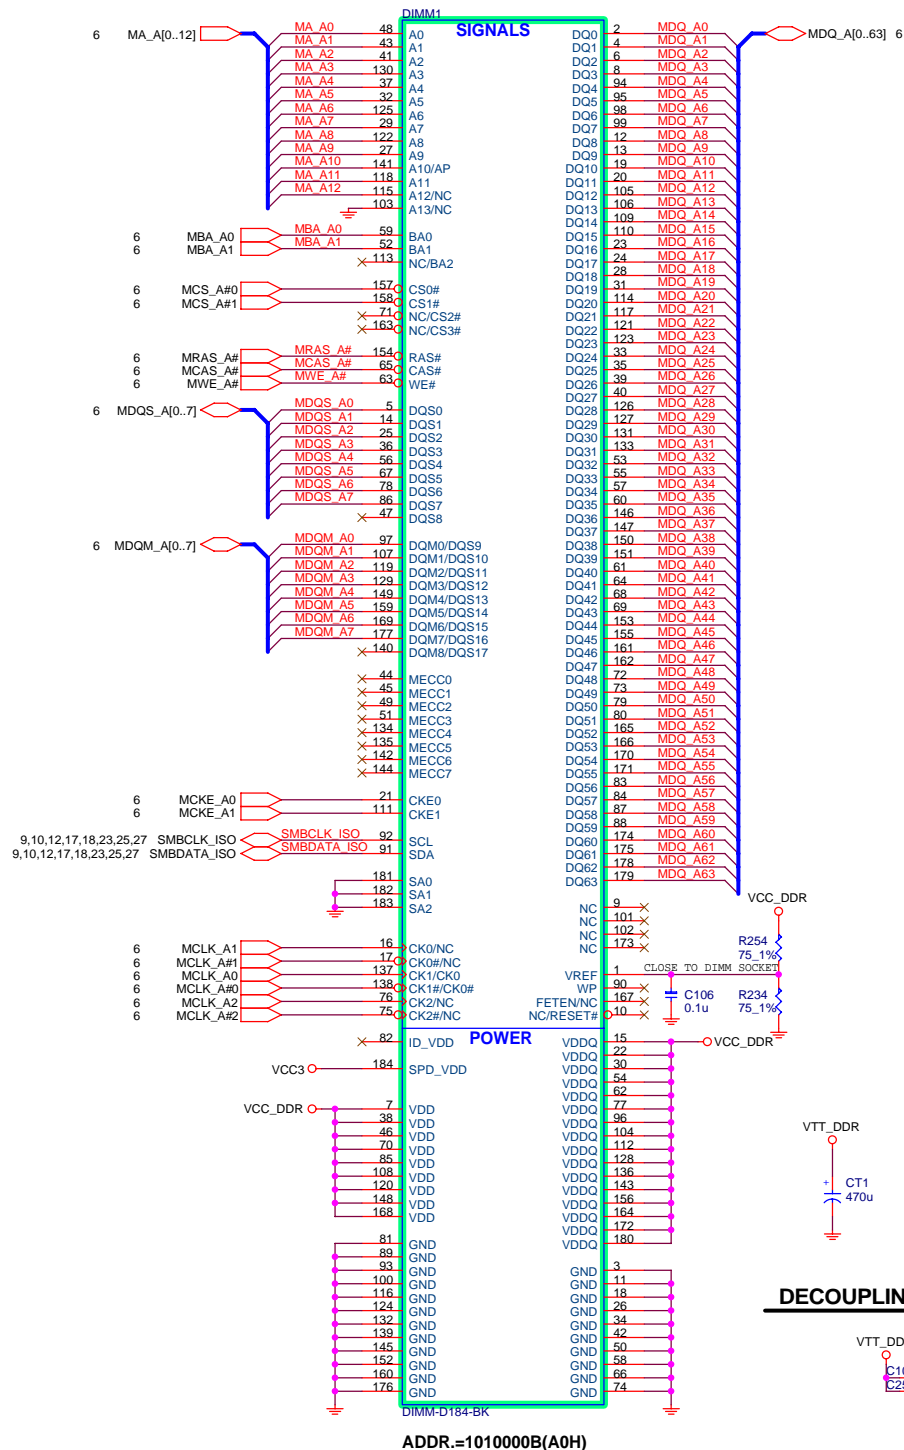 DIMM1
SIGNALS
6 MA_A[0..12] MA_A0 48 A0 DQ0 2 MDQ_A0 MDQ_A[0..63] 6
MA_A1 43 A1 DQ1 4 MDQ_A1
MA_A2 41 A2 DQ2 6 MDQ_A2
MA_A3 130 A3 DQ3 8 MDQ_A3
MA_A4 37 A4 DQ4 94 MDQ_A4
MA_A5 32 A5 DQ5 95 MDQ_A5
MA_A6 125 A6 DQ6 98 MDQ_A6
MA_A7 29 A7 DQ7 99 MDQ_A7
MA_A8 122 A8 DQ8 12 MDQ_A8
MA_A9 27 A9 DQ9 13 MDQ_A9
MA_A10 141 A10/AP DQ10 19 MDQ_A10
MA_A11 118 A11 DQ11 20 MDQ_A11
MA_A12 115 A12/NC DQ12 105 MDQ_A12
103 A13/NC DQ13 106 MDQ_A13
DQ14 109 MDQ_A14
6 MBA_A0 MBA_A0 59 BA0 DQ15 110 MDQ_A15
6 MBA_A1 MBA_A1 52 BA1 DQ16 23 MDQ_A16
113 NC/BA2 DQ17 24 MDQ_A17
DQ18 28 MDQ_A18
6 MCS_A#0 157 CS0# DQ19 31 MDQ_A19
6 MCS_A#1 158 CS1# DQ20 114 MDQ_A20
71 NC/CS2# DQ21 117 MDQ_A21
163 NC/CS3# DQ22 121 MDQ_A22
DQ23 123 MDQ_A23
6 MRAS_A# MRAS_A# 154 RAS# DQ24 33 MDQ_A24
6 MCAS_A# MCAS_A# 65 CAS# DQ25 35 MDQ_A25
6 MWE_A# MWE_A# 63 WE# DQ26 39 MDQ_A26
DQ27 40 MDQ_A27
6 MDQS_A[0..7] MDQS_A0 5 DQS0 DQ28 126 MDQ_A28
MDQS_A1 14 DQS1 DQ29 127 MDQ_A29
MDQS_A2 25 DQS2 DQ30 131 MDQ_A30
MDQS_A3 36 DQS3 DQ31 133 MDQ_A31
MDQS_A4 56 DQS4 DQ32 53 MDQ_A32
MDQS_A5 67 DQS5 DQ33 55 MDQ_A33
MDQS_A6 78 DQS6 DQ34 57 MDQ_A34
MDQS_A7 86 DQS7 DQ35 60 MDQ_A35
47 DQS8 DQ36 146 MDQ_A36
DQ37 147 MDQ_A37
6 MDQM_A[0..7] MDQM_A0 97 DQM0/DQS9 DQ38 150 MDQ_A38
MDQM_A1 107 DQM1/DQS10 DQ39 151 MDQ_A39
MDQM_A2 119 DQM2/DQS11 DQ40 61 MDQ_A40
MDQM_A3 129 DQM3/DQS12 DQ41 64 MDQ_A41
MDQM_A4 149 DQM4/DQS13 DQ42 68 MDQ_A42
MDQM_A5 159 DQM5/DQS14 DQ43 69 MDQ_A43
MDQM_A6 169 DQM6/DQS15 DQ44 153 MDQ_A44
MDQM_A7 177 DQM7/DQS16 DQ45 155 MDQ_A45
140 DQM8/DQS17 DQ46 161 MDQ_A46
DQ47 162 MDQ_A47
44 MECC0 DQ48 72 MDQ_A48
45 MECC1 DQ49 73 MDQ_A49
49 MECC2 DQ50 79 MDQ_A50
51 MECC3 DQ51 80 MDQ_A51
134 MECC4 DQ52 165 MDQ_A52
135 MECC5 DQ53 166 MDQ_A53
142 MECC6 DQ54 170 MDQ_A54
144 MECC7 DQ55 171 MDQ_A55
DQ56 83 MDQ_A56
6 MCKE_A0 21 CKE0 DQ57 84 MDQ_A57
6 MCKE_A1 111 CKE1 DQ58 87 MDQ_A58
DQ59 88 MDQ_A59
9,10,12,17,18,23,25,27 SMBCLK_ISO SMBCLK_ISO 92 SCL DQ60 174 MDQ_A60
9,10,12,17,18,23,25,27 SMBDATA_ISO SMBDATA_ISO 91 SDA DQ61 175 MDQ_A61
DQ62 178 MDQ_A62
181 SA0 DQ63 179 MDQ_A63
182 SA1 VCC_DDR
183 SA2 NC 9
NC 101
NC 102 R254
6 MCLK_A1 16 CK0/NC NC 173 75_1%
6 MCLK_A#1 17 CK0#/NC CLOSE TO DIMM SOCKET
6 MCLK_A0 137 CK1/CK0 VREF 1
6 MCLK_A#0 138 CK1#/CK0# WP 90 C106 R234
6 MCLK_A2 76 CK2/NC FETEN/NC 167 0.1u 75_1%
6 MCLK_A#2 75 CK2#/NC NC/RESET# 10
POWER
82 ID_VDD VDDQ 15 VCC_DDR
VDDQ 22
VCC3 184 SPD_VDD VDDQ 30
VDDQ 54
VDDQ 62
VCC_DDR 7 VDD VDDQ 77
38 VDD VDDQ 96
46 VDD VDDQ 104
70 VDD VDDQ 112
85 VDD VDDQ 128
108 VDD VDDQ 136
120 VDD VDDQ 143
148 VDD VDDQ 156
168 VDD VDDQ 164
VDDQ 172
81 GND VDDQ 180
89 GND
93 GND GND 3
100 GND GND 11
116 GND GND 18
124 GND GND 26
132 GND GND 34
139 GND GND 42
145 GND GND 50
152 GND GND 58
160 GND GND 66
176 GND GND 74
DIMM-D184-BK
ADDR.=1010000B(A0H)
VTT_DDR
+ CT1
470u
DECOUPLIN
VTT_DD
C10
C25